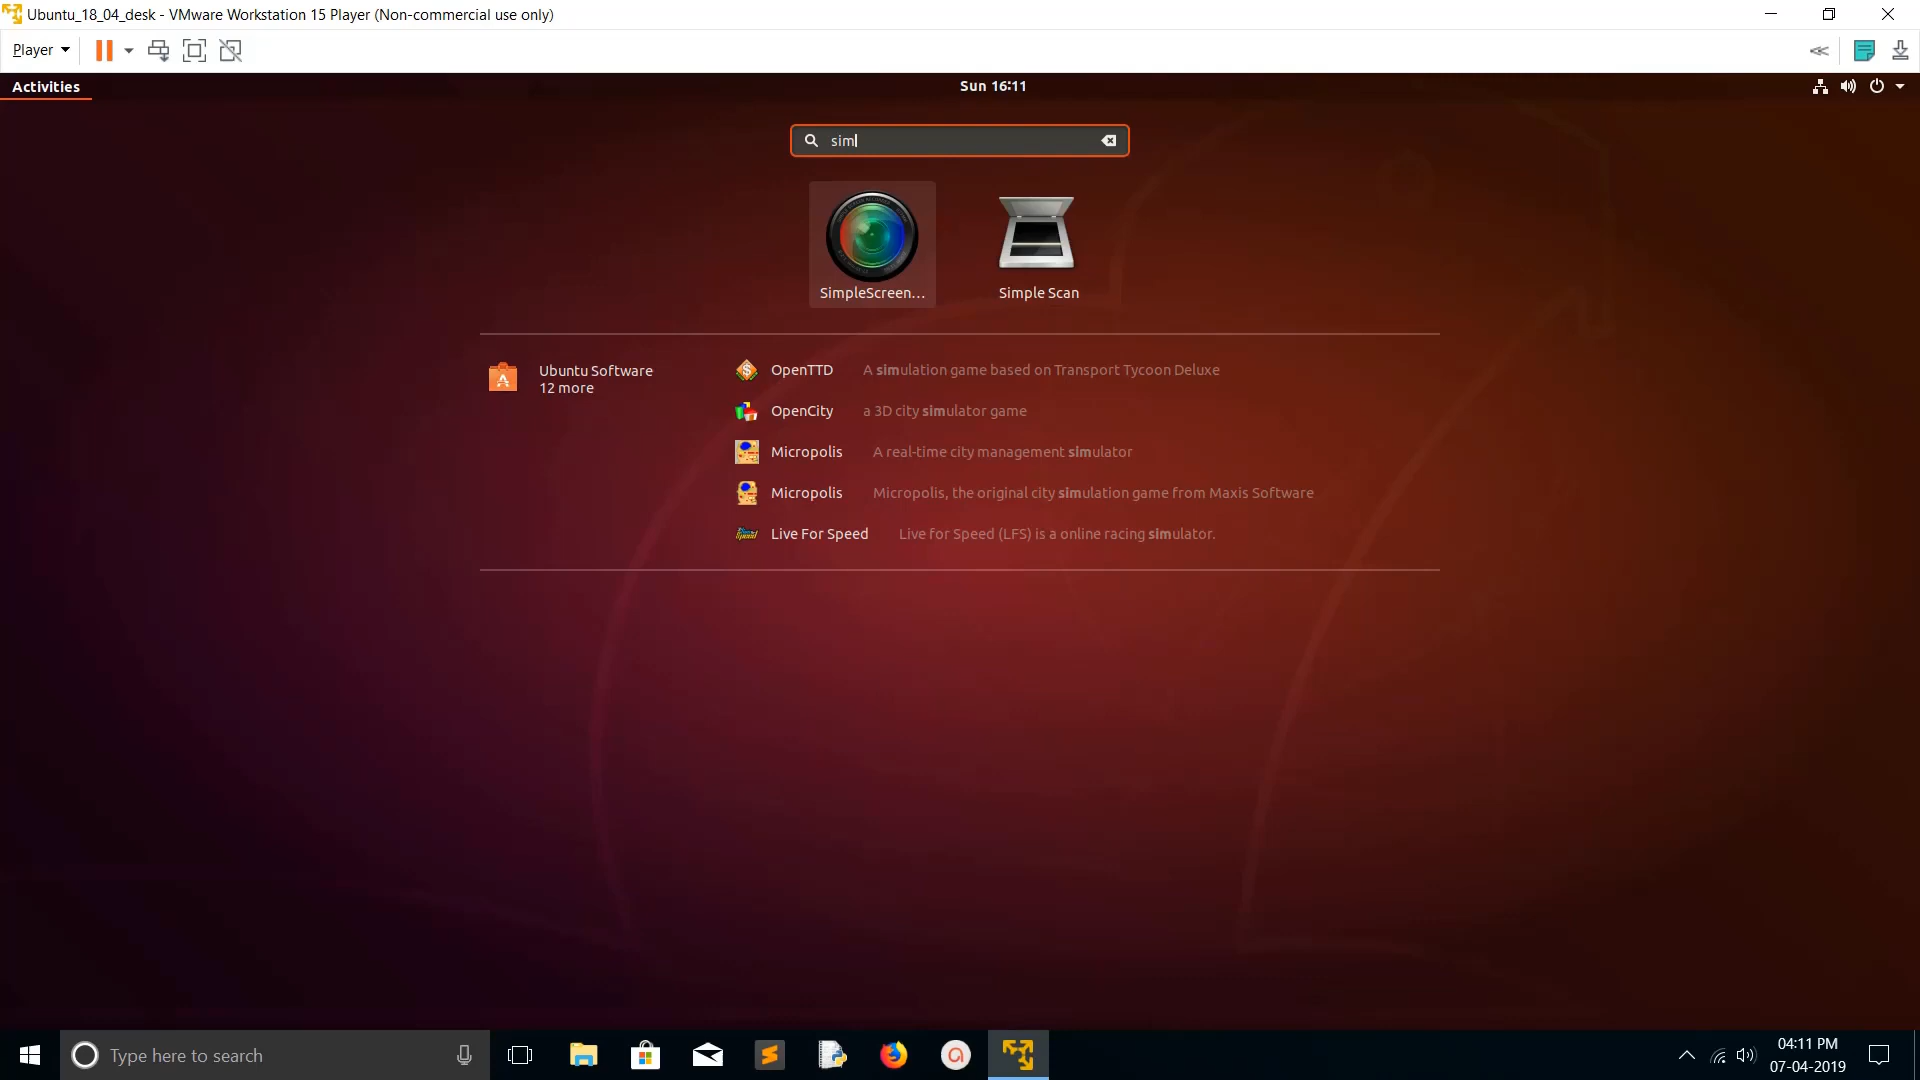 Ubuntu_18_04_desk - VMware Workstation 15 Player (Non-commercial use only)
Player
Activities
Sun 16:11
sim
SimpleScreen...
Simple Scan
Ubuntu Software
12 more
OpenTTD A simulation game based on Transport Tycoon Deluxe
OpenCity a 3D city simulator game
Micropolis A real-time city management simulator
Micropolis Micropolis, the original city simulation game from Maxis Software
Live For Speed Live for Speed (LFS) is a online racing simulator.
Type here to search
04:11 PM
07-04-2019